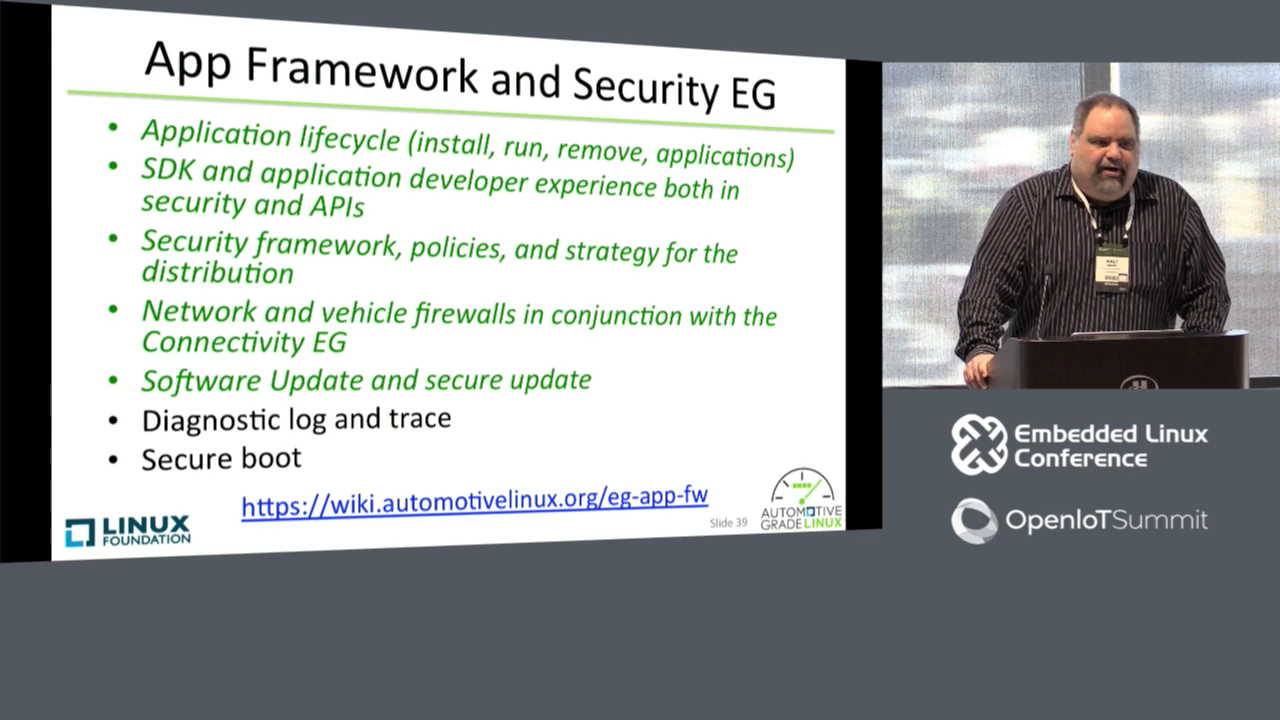 App Framework and Security EG
• Application lifecycle (install, run, remove, applications)
• SDK and application developer experience both in
security and APIs
• Security framework, policies, and strategy for the
distribution
• Network and vehicle firewalls in conjunction with the
Connectivity EG
• Software Update and secure update
• Diagnostic log and trace
• Secure boot
https://wiki.automotivelinux.org/eg-app-fw
LINUX
FOUNDATION
Slide 39
AUTOMOTIVE
GRADELINUX
Embedded Linux
Conference
OpenIoTSummit